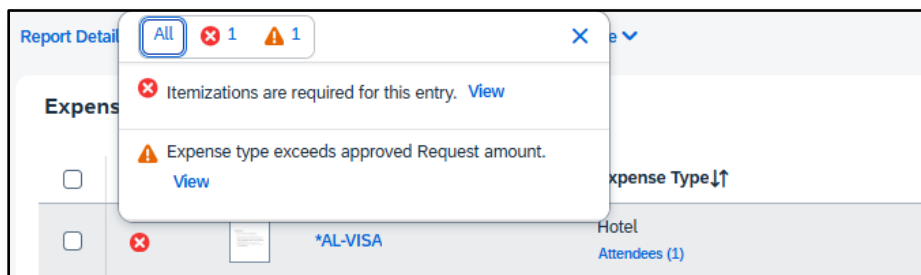 Report Detail
All
1
1
e
Itemizations are required for this entry. View
Expens
Expense type exceeds approved Request amount.
View
xpense Type
*AL-VISA
Hotel
Attendees (1)